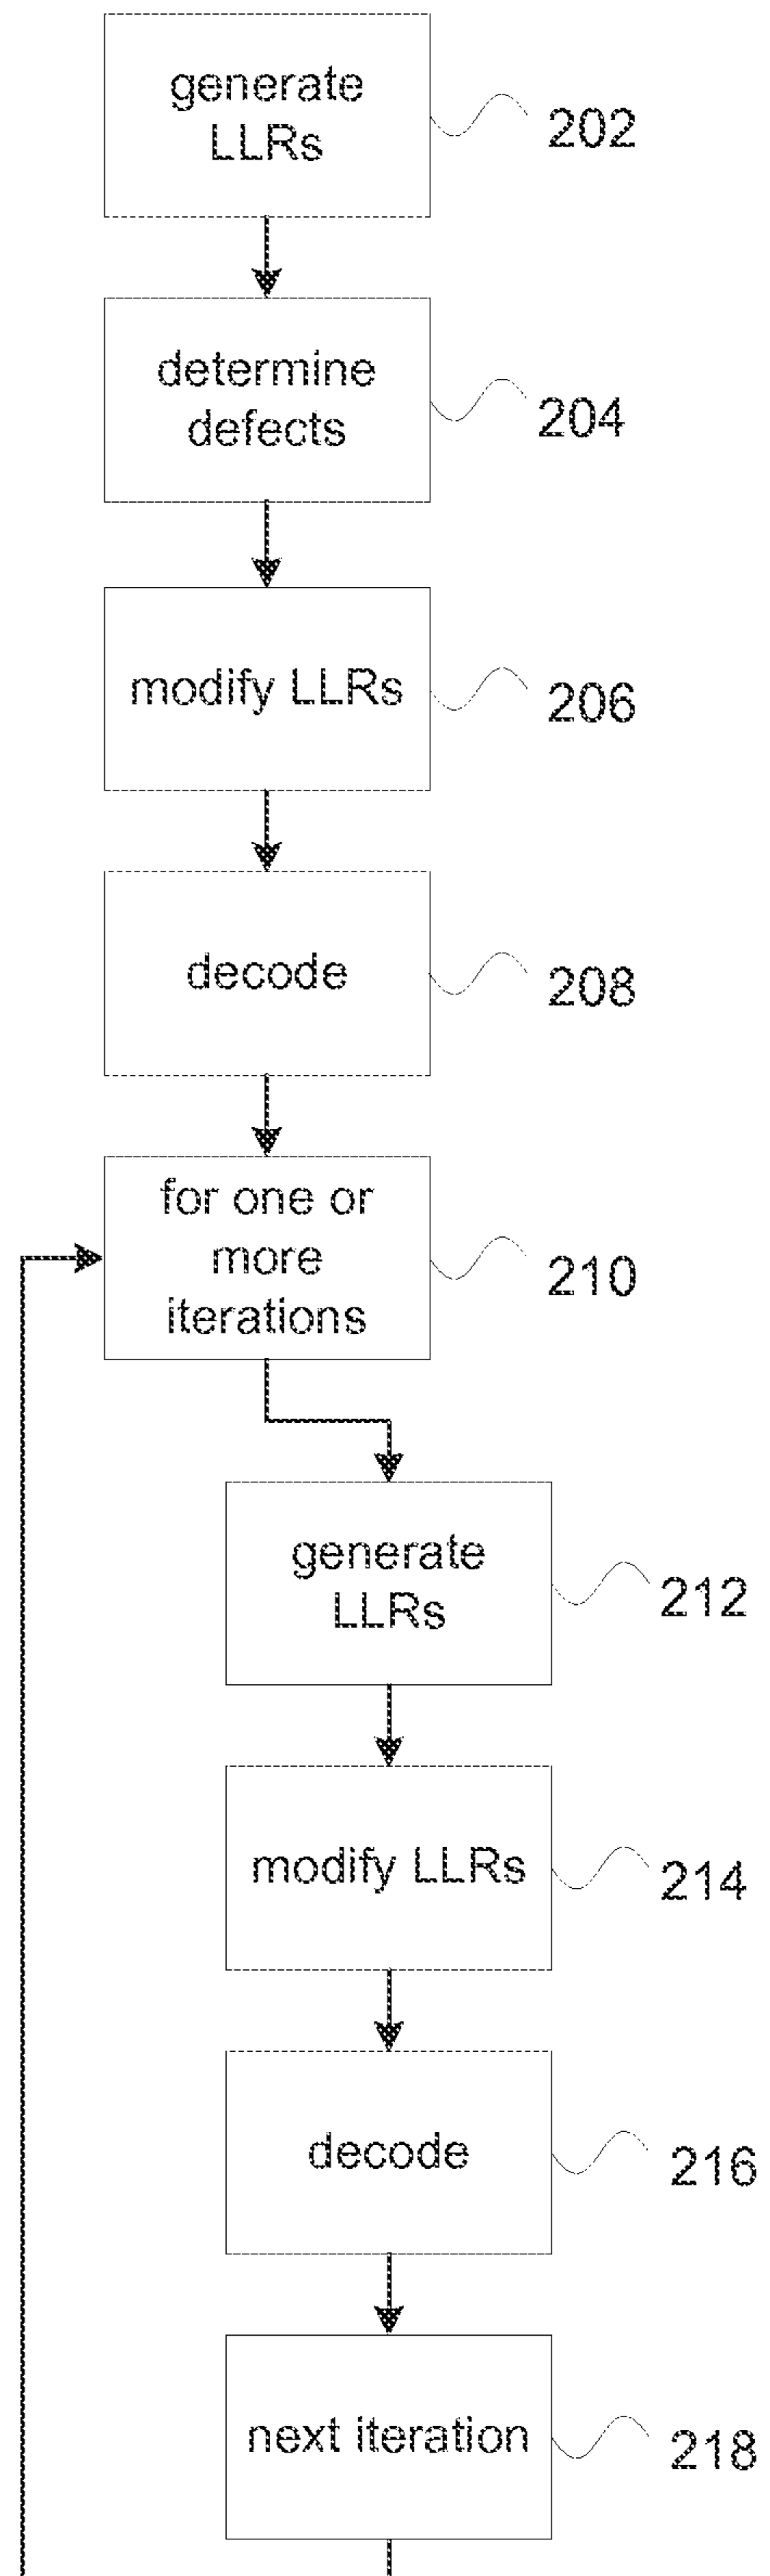 generate
LLRs
202
determine
defects
204
modify LLRs
206
decode
208
for one or
more
iterations
210
generate
LLRs
212
modify LLRs
214
decode
216
next iteration
218